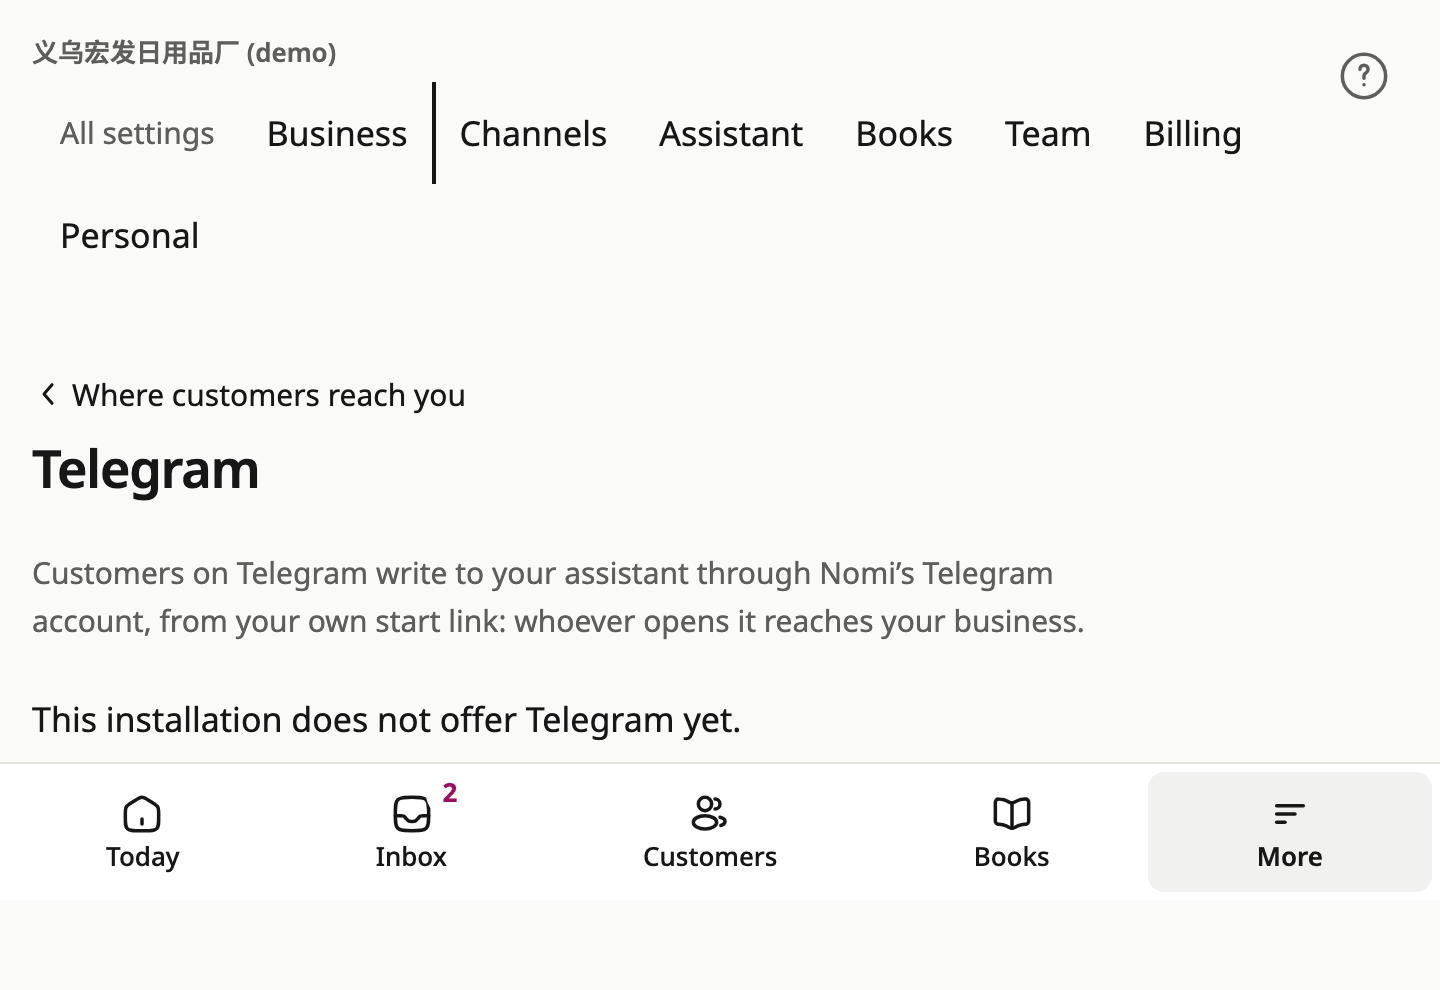 义乌宏发日用品厂 (demo)
All settings
Business
Channels
Assistant
Books
Team
Billing
Personal
Where customers reach you
Telegram
Customers on Telegram write to your assistant through Nomi’s Telegram
account, from your own start link: whoever opens it reaches your business.
This installation does not offer Telegram yet.
Today
Inbox
2
Customers
Books
More